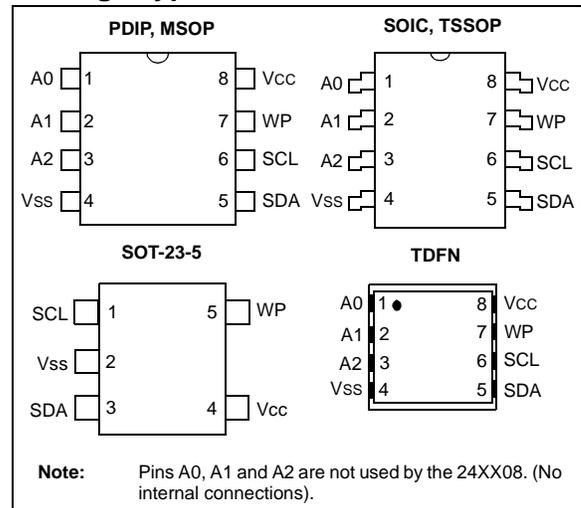 PDIP, MSOP
A0 1 8 VCC
A1 2 7 WP
A2 3 6 SCL
VSS 4 5 SDA
SOIC, TSSOP
A0 1 8 VCC
A1 2 7 WP
A2 3 6 SCL
VSS 4 5 SDA
SOT-23-5
SCL 1 5 WP
Vss 2
SDA 3 4 Vcc
TDFN
A0 1 8 VCC
A1 2 7 WP
A2 3 6 SCL
VSS 4 5 SDA
Note: Pins A0, A1 and A2 are not used by the 24XX08. (No
internal connections).